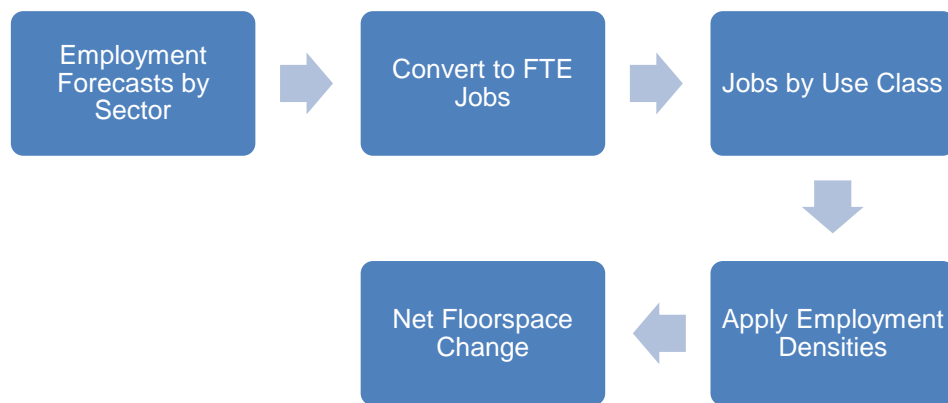 Employment
Forecasts by
Sector
Convert to FTE
Jobs
Jobs by Use Class
Apply Employment
Densities
Net Floorspace
Change